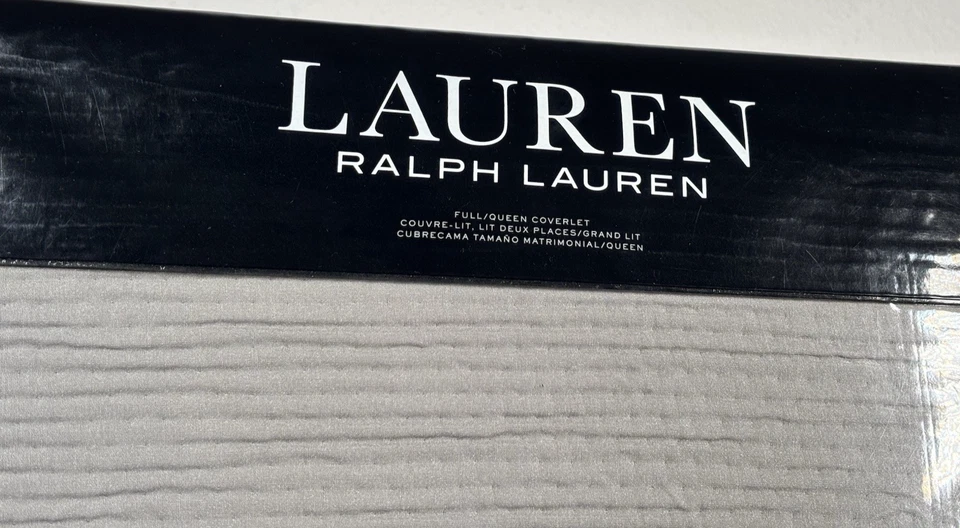 LAUREN
RALPH LAUREN
FULL/QUEEN COVERLET
COUVRE-LIT, LIT DEUX PLACES/GRAND LIT
CUBRECAMA TAMAÑO MATRIMONIAL/QUEEN